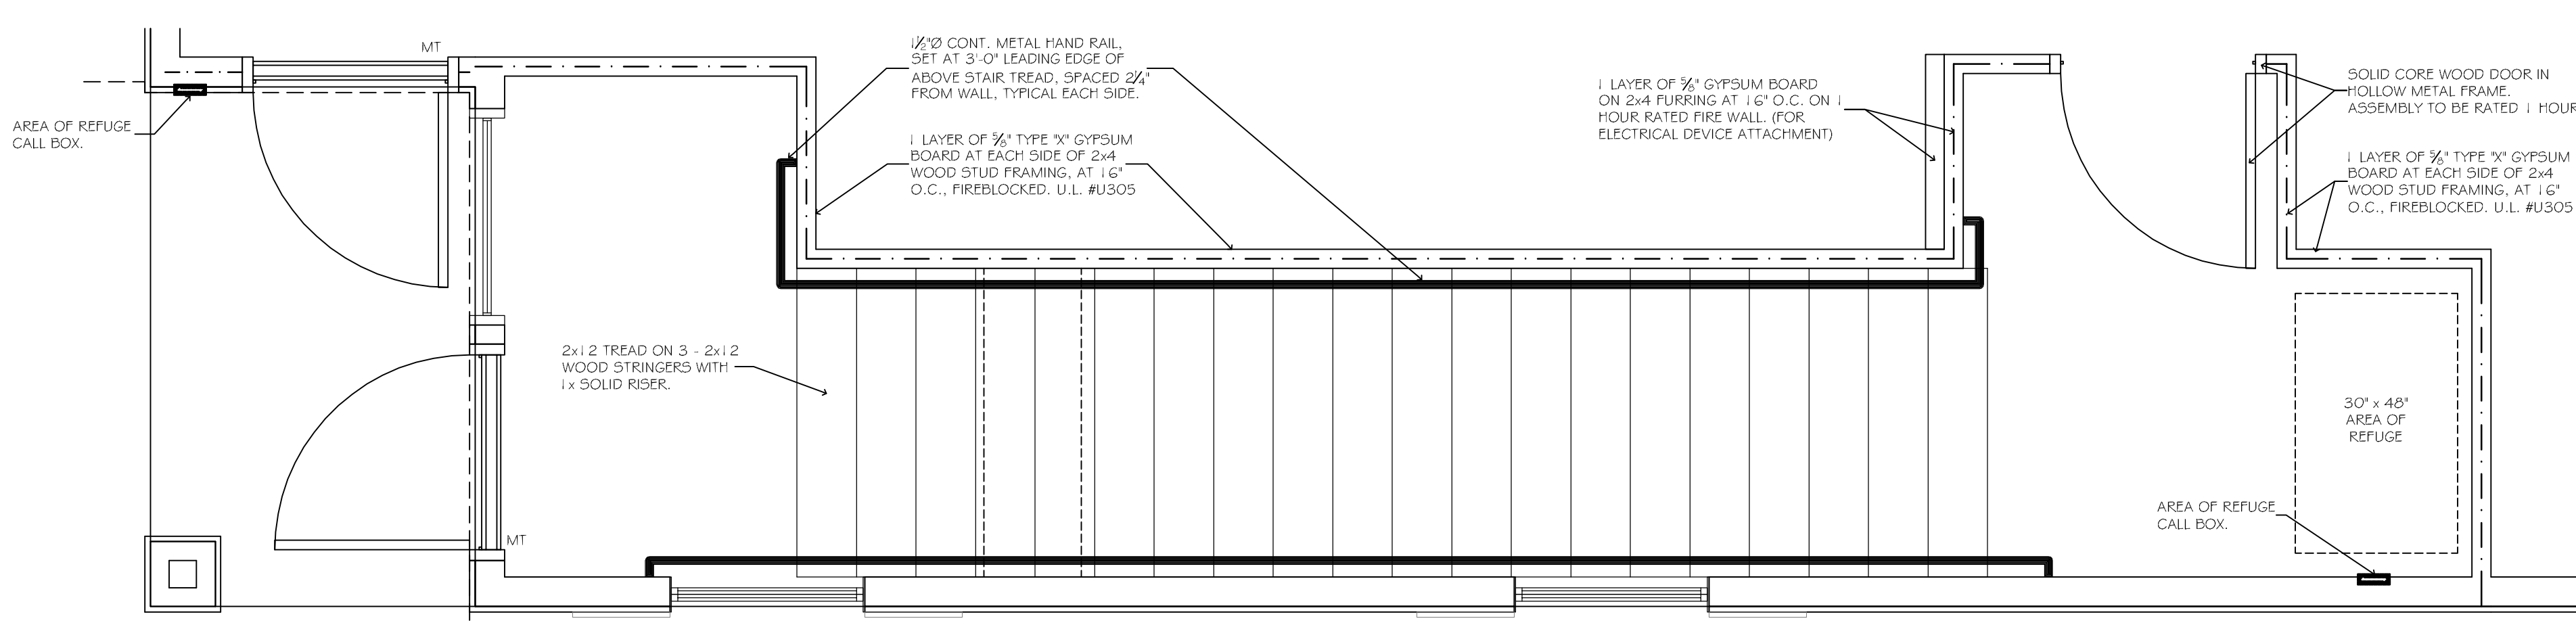 MT
1½"Ø CONT. METAL HAND RAIL,
SET AT 3'-0" LEADING EDGE OF
ABOVE STAIR TREAD, SPACED 2¼"
FROM WALL, TYPICAL EACH SIDE.
1 LAYER OF ⅝" GYPSUM BOARD
ON 2x4 FURRING AT 16" O.C. ON 1
HOUR RATED FIRE WALL. (FOR
ELECTRICAL DEVICE ATTACHMENT)
SOLID CORE WOOD DOOR IN
HOLLOW METAL FRAME.
ASSEMBLY TO BE RATED 1 HOUR
AREA OF REFUGE
CALL BOX.
1 LAYER OF ⅝" TYPE "X" GYPSUM
BOARD AT EACH SIDE OF 2x4
WOOD STUD FRAMING, AT 16"
O.C., FIREBLOCKED. U.L. #U305
1 LAYER OF ⅝" TYPE "X" GYPSUM
BOARD AT EACH SIDE OF 2x4
WOOD STUD FRAMING, AT 16"
O.C., FIREBLOCKED. U.L. #U305
2x12 TREAD ON 3 - 2x12
WOOD STRINGERS WITH
1x SOLID RISER.
30" x 48"
AREA OF
REFUGE
AREA OF REFUGE
CALL BOX.
MT